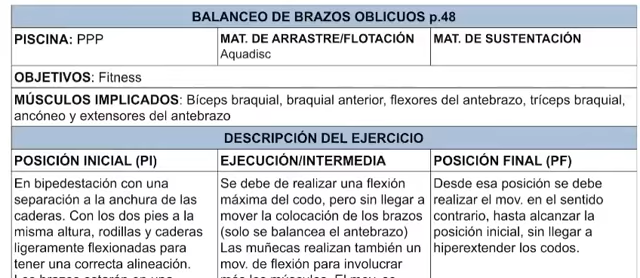 BALANCEO DE BRAZOS OBLICUOS p.48
PISCINA: PPP
MAT. DE ARRASTRE/FLOTACIÓN
Aquadisc
MAT. DE SUSTENTACIÓN
OBJETIVOS: Fitness
MÚSCULOS IMPLICADOS: Bíceps braquial, braquial anterior, flexores del antebrazo, tríceps braquial,
ancóneo y extensores del antebrazo
DESCRIPCIÓN DEL EJERCICIO
POSICIÓN INICIAL (PI)
En bipedestación con una
separación a la anchura de las
caderas. Con los dos pies a la
misma altura, rodillas y caderas
ligeramente flexionadas para
tener una correcta alineación.
EJECUCIÓN/INTERMEDIA
Se debe de realizar una flexión
máxima del codo, pero sin llegar a
mover la colocación de los brazos
(solo se balancea el antebrazo)
Las muñecas realizan también un
mov. de flexión para involucrar
POSICIÓN FINAL (PF)
Desde esa posición se debe
realizar el mov. en el sentido
contrario, hasta alcanzar la
posición inicial, sin llegar a
hiperextender los codos.